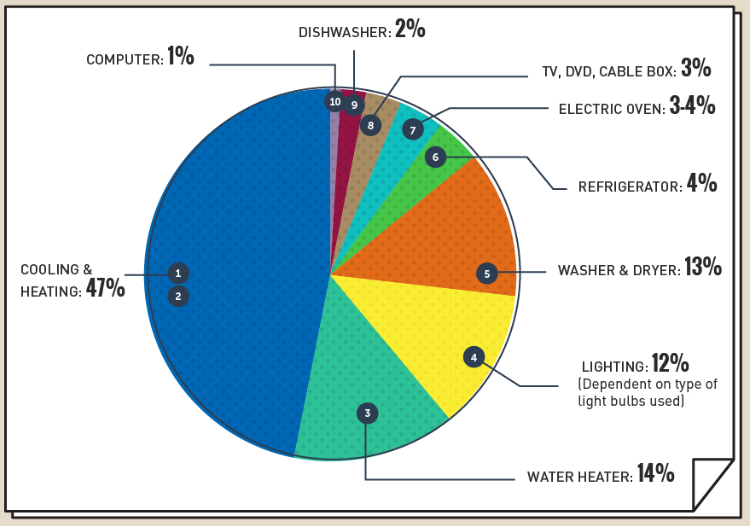 DISHWASHER: 2%
COMPUTER: 1%
TV, DVD, CABLE BOX: 3%
ELECTRIC OVEN: 3-4%
REFRIGERATOR: 4%
WASHER & DRYER: 13%
LIGHTING: 12%
(Dependent on type of
light bulbs used)
WATER HEATER: 14%
COOLING &
HEATING: 47%
10
9
8
7
6
5
4
3
1
2